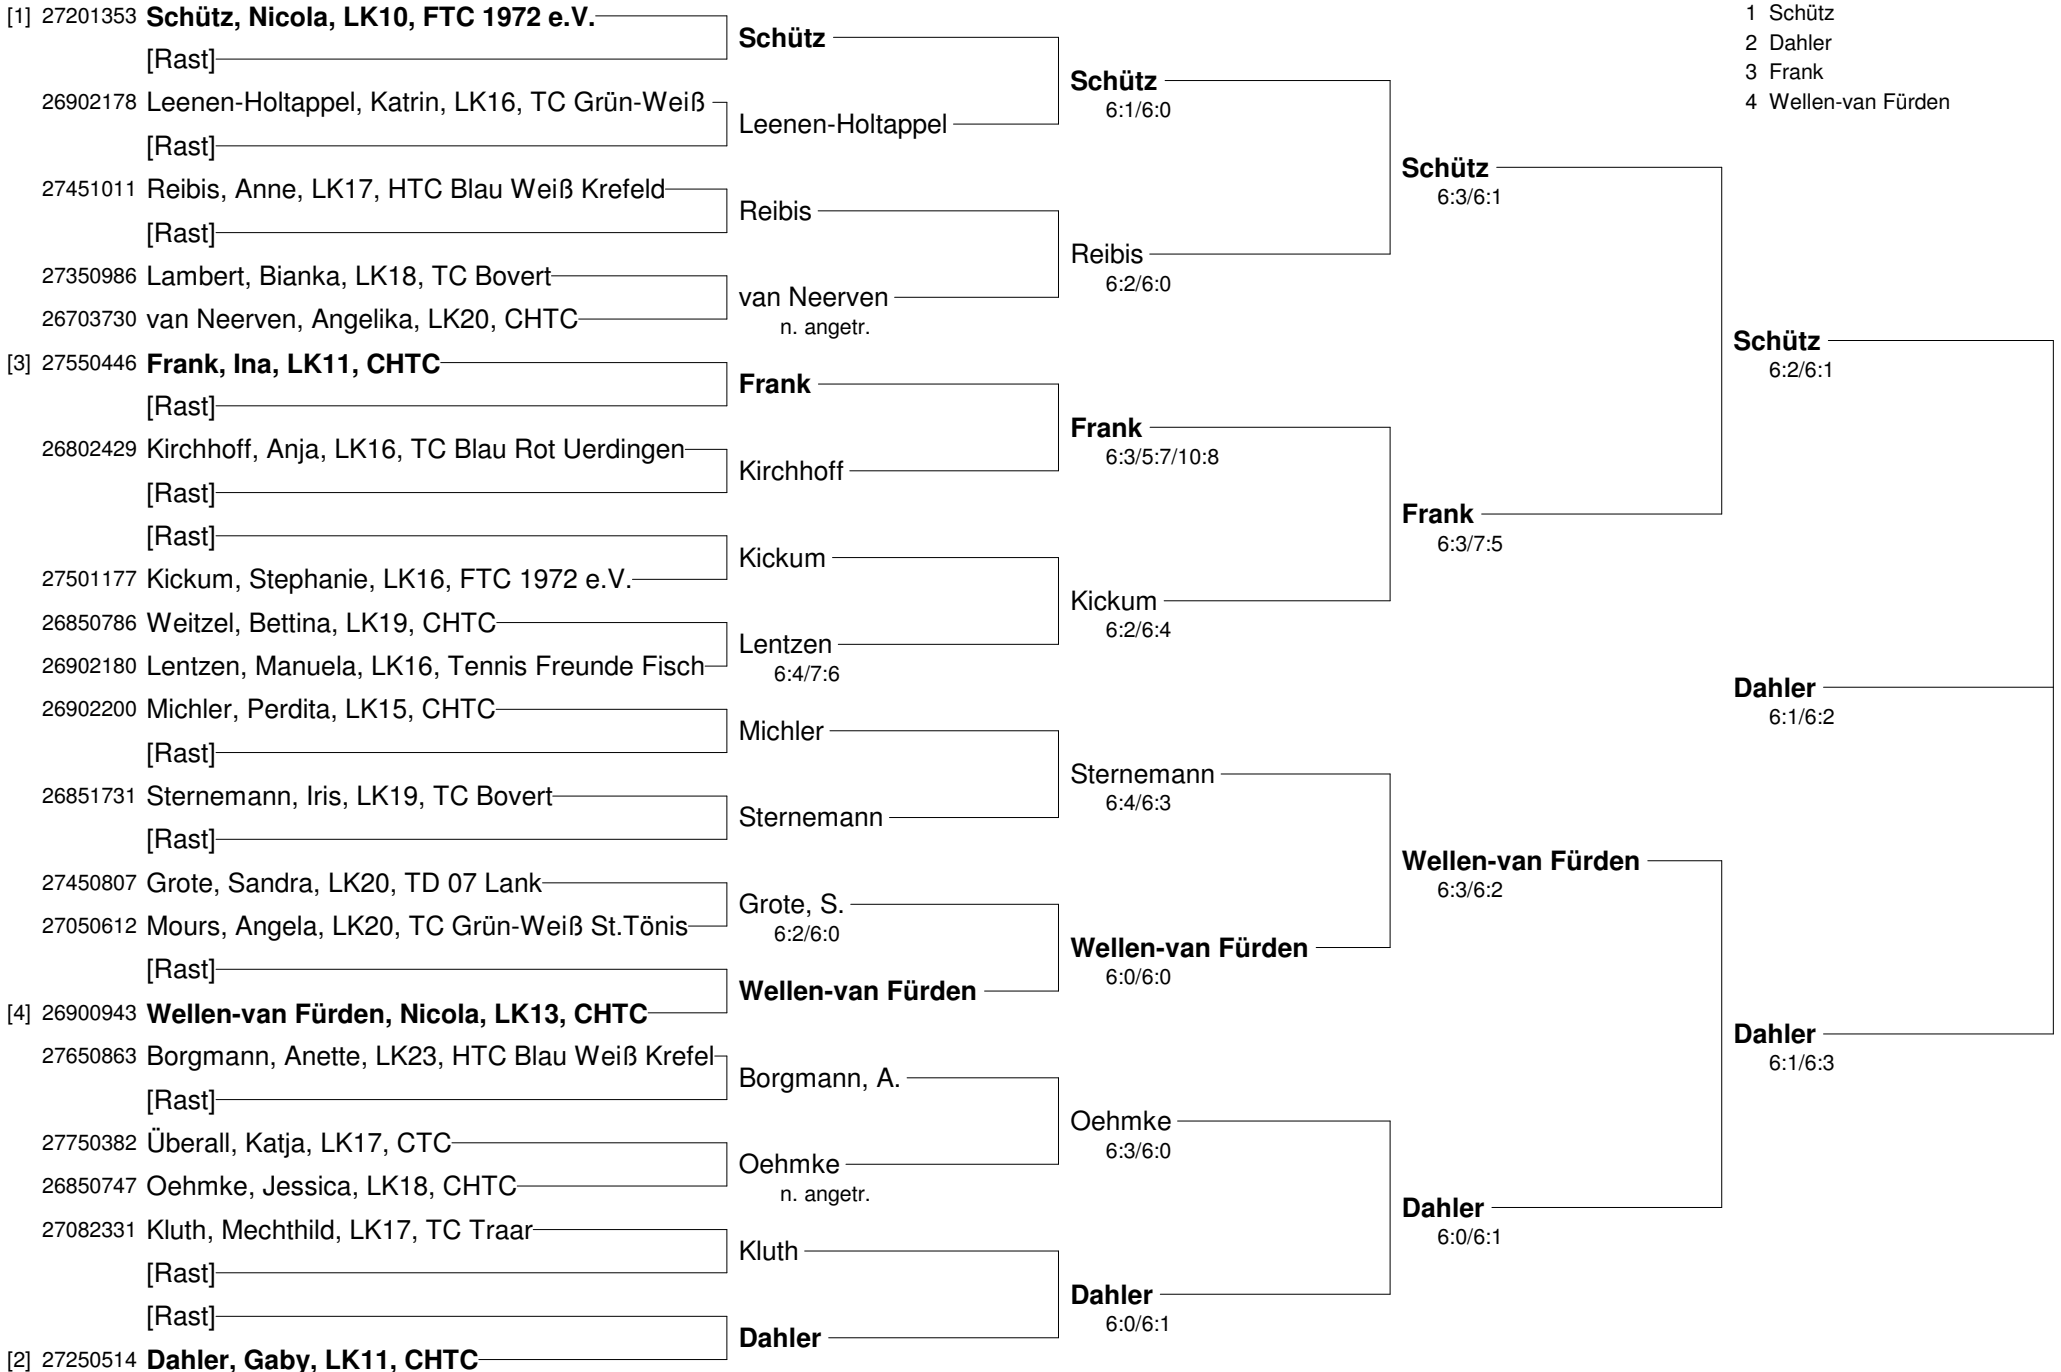 [1] 27201353 Schütz, Nicola, LK10, FTC 1972 e.V.
[Rast]
26902178 Leenen-Holtappel, Katrin, LK16, TC Grün-Weiß
[Rast]
27451011 Reibis, Anne, LK17, HTC Blau Weiß Krefeld
[Rast]
27350986 Lambert, Bianka, LK18, TC Bovert
26703730 van Neerven, Angelika, LK20, CHTC
[3] 27550446 Frank, Ina, LK11, CHTC
[Rast]
26802429 Kirchhoff, Anja, LK16, TC Blau Rot Uerdingen
[Rast]
[Rast]
27501177 Kickum, Stephanie, LK16, FTC 1972 e.V.
26850786 Weitzel, Bettina, LK19, CHTC
26902180 Lentzen, Manuela, LK16, Tennis Freunde Fisch
26902200 Michler, Perdita, LK15, CHTC
[Rast]
26851731 Sternemann, Iris, LK19, TC Bovert
[Rast]
27450807 Grote, Sandra, LK20, TD 07 Lank
27050612 Mours, Angela, LK20, TC Grün-Weiß St.Tönis
[Rast]
[4] 26900943 Wellen-van Fürden, Nicola, LK13, CHTC
27650863 Borgmann, Anette, LK23, HTC Blau Weiß Krefel
[Rast]
27750382 Überall, Katja, LK17, CTC
26850747 Oehmke, Jessica, LK18, CHTC
27082331 Kluth, Mechthild, LK17, TC Traar
[Rast]
[Rast]
[2] 27250514 Dahler, Gaby, LK11, CHTC
Schütz
Leenen-Holtappel
Reibis
van Neerven
n. angetr.
Frank
Kirchhoff
Kickum
Lentzen
6:4/7:6
Michler
Sternemann
Grote, S.
6:2/6:0
Wellen-van Fürden
Borgmann, A.
Oehmke
n. angetr.
Kluth
Dahler
Schütz
6:1/6:0
Reibis
6:2/6:0
Frank
6:3/5:7/10:8
Kickum
6:2/6:4
Sternemann
6:4/6:3
Wellen-van Fürden
6:0/6:0
Oehmke
6:3/6:0
Dahler
6:0/6:1
Schütz
6:3/6:1
Frank
6:3/7:5
Wellen-van Fürden
6:3/6:2
Dahler
6:0/6:1
1 Schütz
2 Dahler
3 Frank
4 Wellen-van Fürden
Schütz
6:2/6:1
Dahler
6:1/6:2
Dahler
6:1/6:3